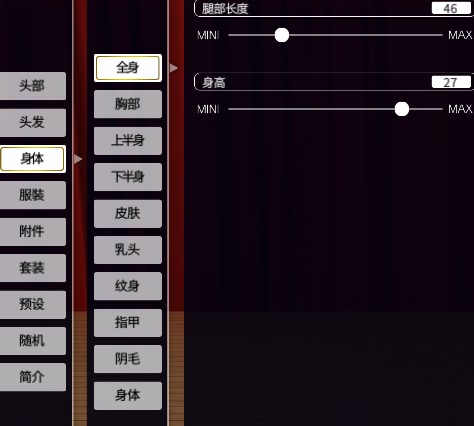 腿部长度 46
MINI MAX
身高 27
MINI MAX
头部
头发
身体
服装
附件
套装
预设
随机
简介
全身
胸部
上半身
下半身
皮肤
乳头
纹身
指甲
阴毛
身体